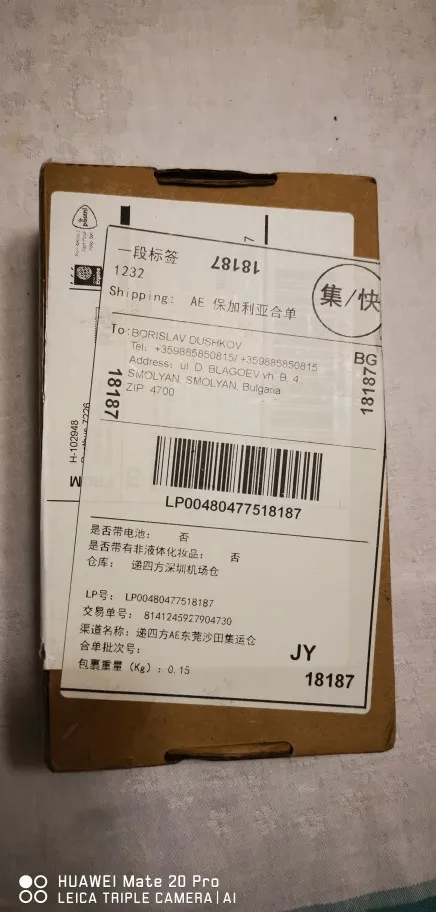 一段标签
18187
1232
集/快
Shipping: AE 保加利亚合单
To:BORISLAV DUSHKOV
BG
Tel: +359885850815/ +359885850815
Address: ul. D. BLAGOEV vh. B, 4
SMOLYAN, SMOLYAN, Bulgaria
ZIP 4700
18187
18187
H-102948
M
LP00480477518187
是否带电池: 否
是否带有非液体化妆品: 否
仓库: 递四方深圳机场仓
LP号: LP00480477518187
交易单号: 8141245927904730
渠道名称: 递四方AE东莞沙田集运仓
合单批次号:
JY
包裹重量 (Kg): 0.15
18187
HUAWEI Mate 20 Pro
LEICA TRIPLE CAMERA | AI